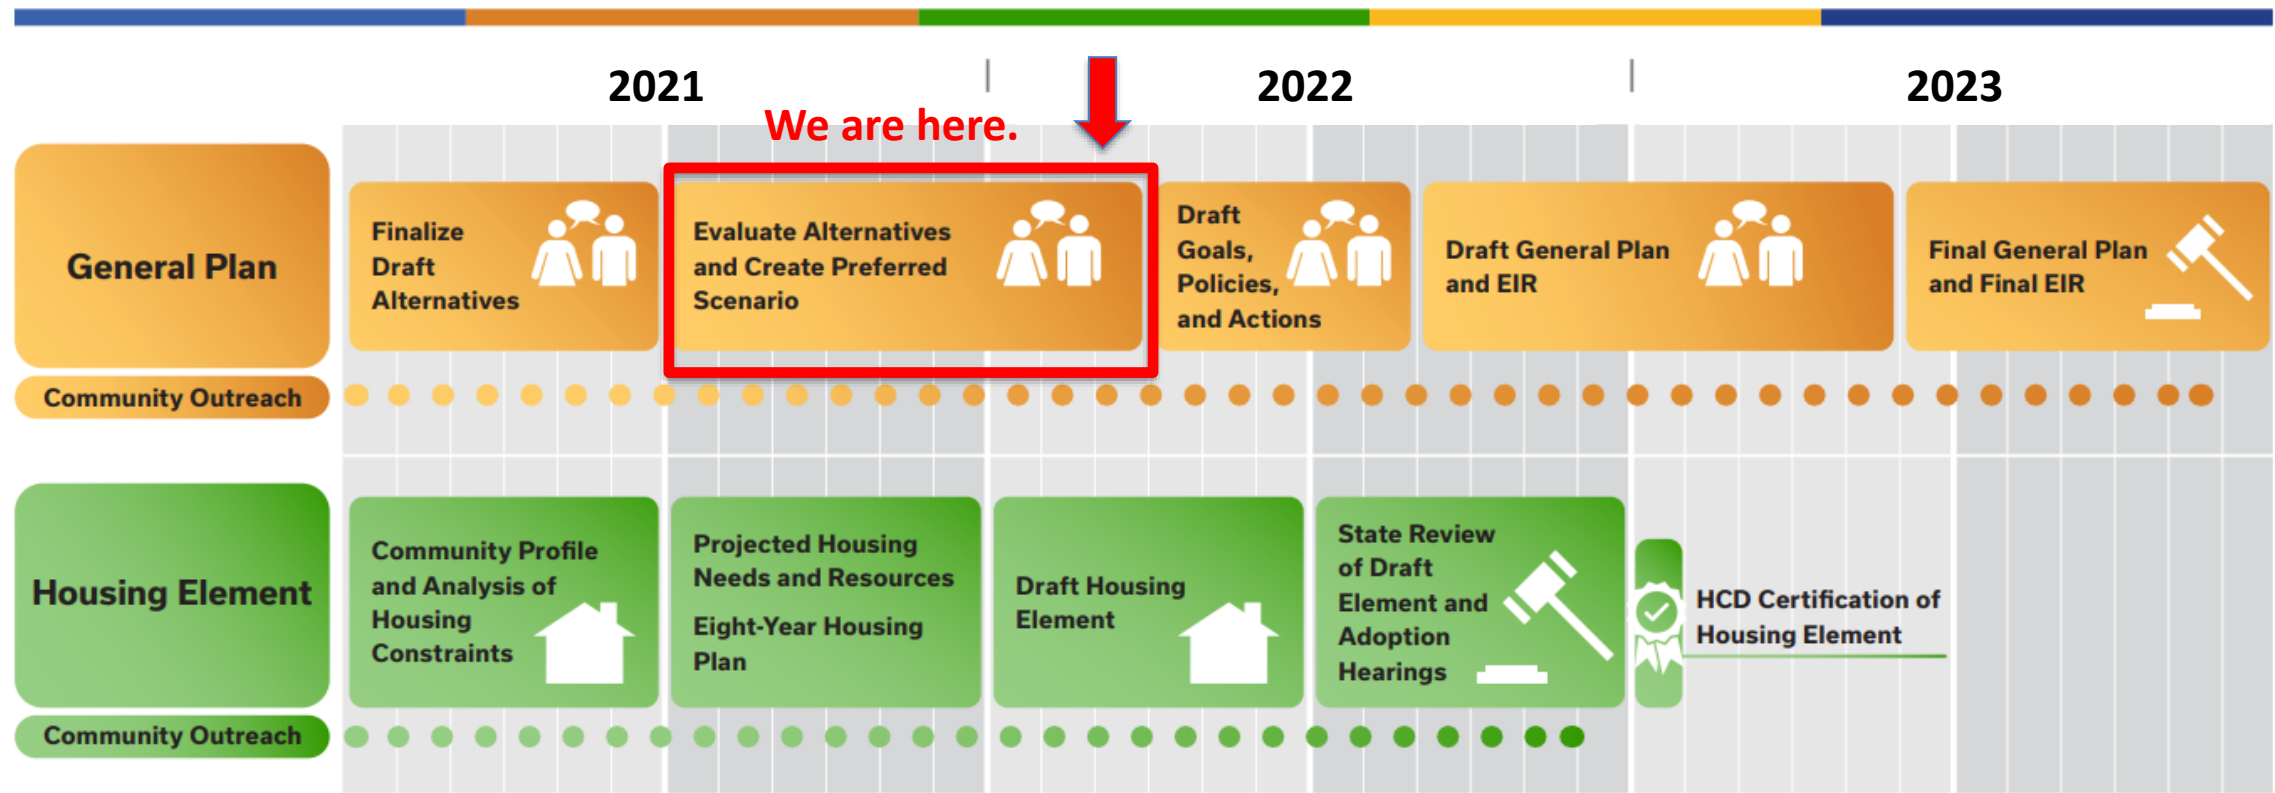 2021
2022
2023
We are here.
General Plan
Finalize
Draft
Alternatives
Evaluate Alternatives
and Create Preferred
Scenario
Draft
Goals,
Policies,
and Actions
Draft General Plan
and EIR
Final General Plan
and Final EIR
Community Outreach
Housing Element
Community Profile
and Analysis of
Housing
Constraints
Projected Housing
Needs and Resources
Eight-Year Housing
Plan
Draft Housing
Element
State Review
of Draft
Element and
Adoption
Hearings
HCD Certification of
Housing Element
Community Outreach